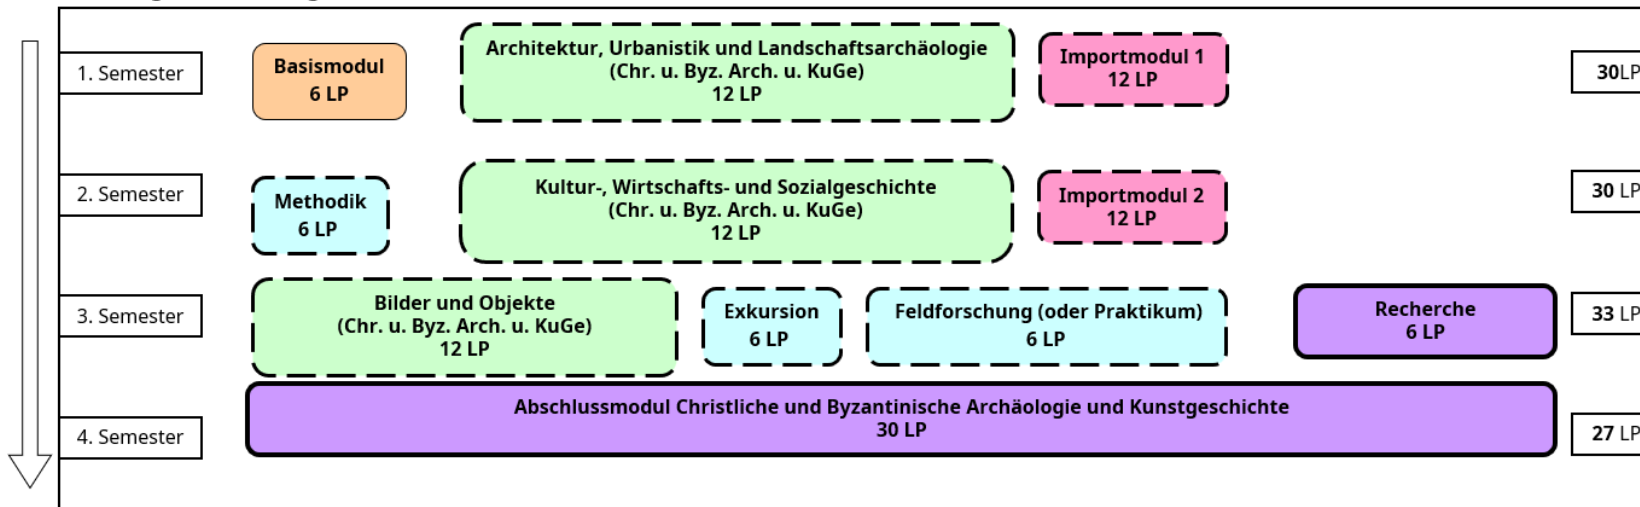 1. Semester
Basismodul
6 LP
Architektur, Urbanistik und Landschaftsarchäologie
(Chr. u. Byz. Arch. u. KuGe)
12 LP
Importmodul 1
12 LP
30LP
2. Semester
Methodik
6 LP
Kultur-, Wirtschafts- und Sozialgeschichte
(Chr. u. Byz. Arch. u. KuGe)
12 LP
Importmodul 2
12 LP
30 LP
3. Semester
Bilder und Objekte
(Chr. u. Byz. Arch. u. KuGe)
12 LP
Exkursion
6 LP
Feldforschung (oder Praktikum)
6 LP
Recherche
6 LP
33 LP
4. Semester
Abschlussmodul Christliche und Byzantinische Archäologie und Kunstgeschichte
30 LP
27 LP